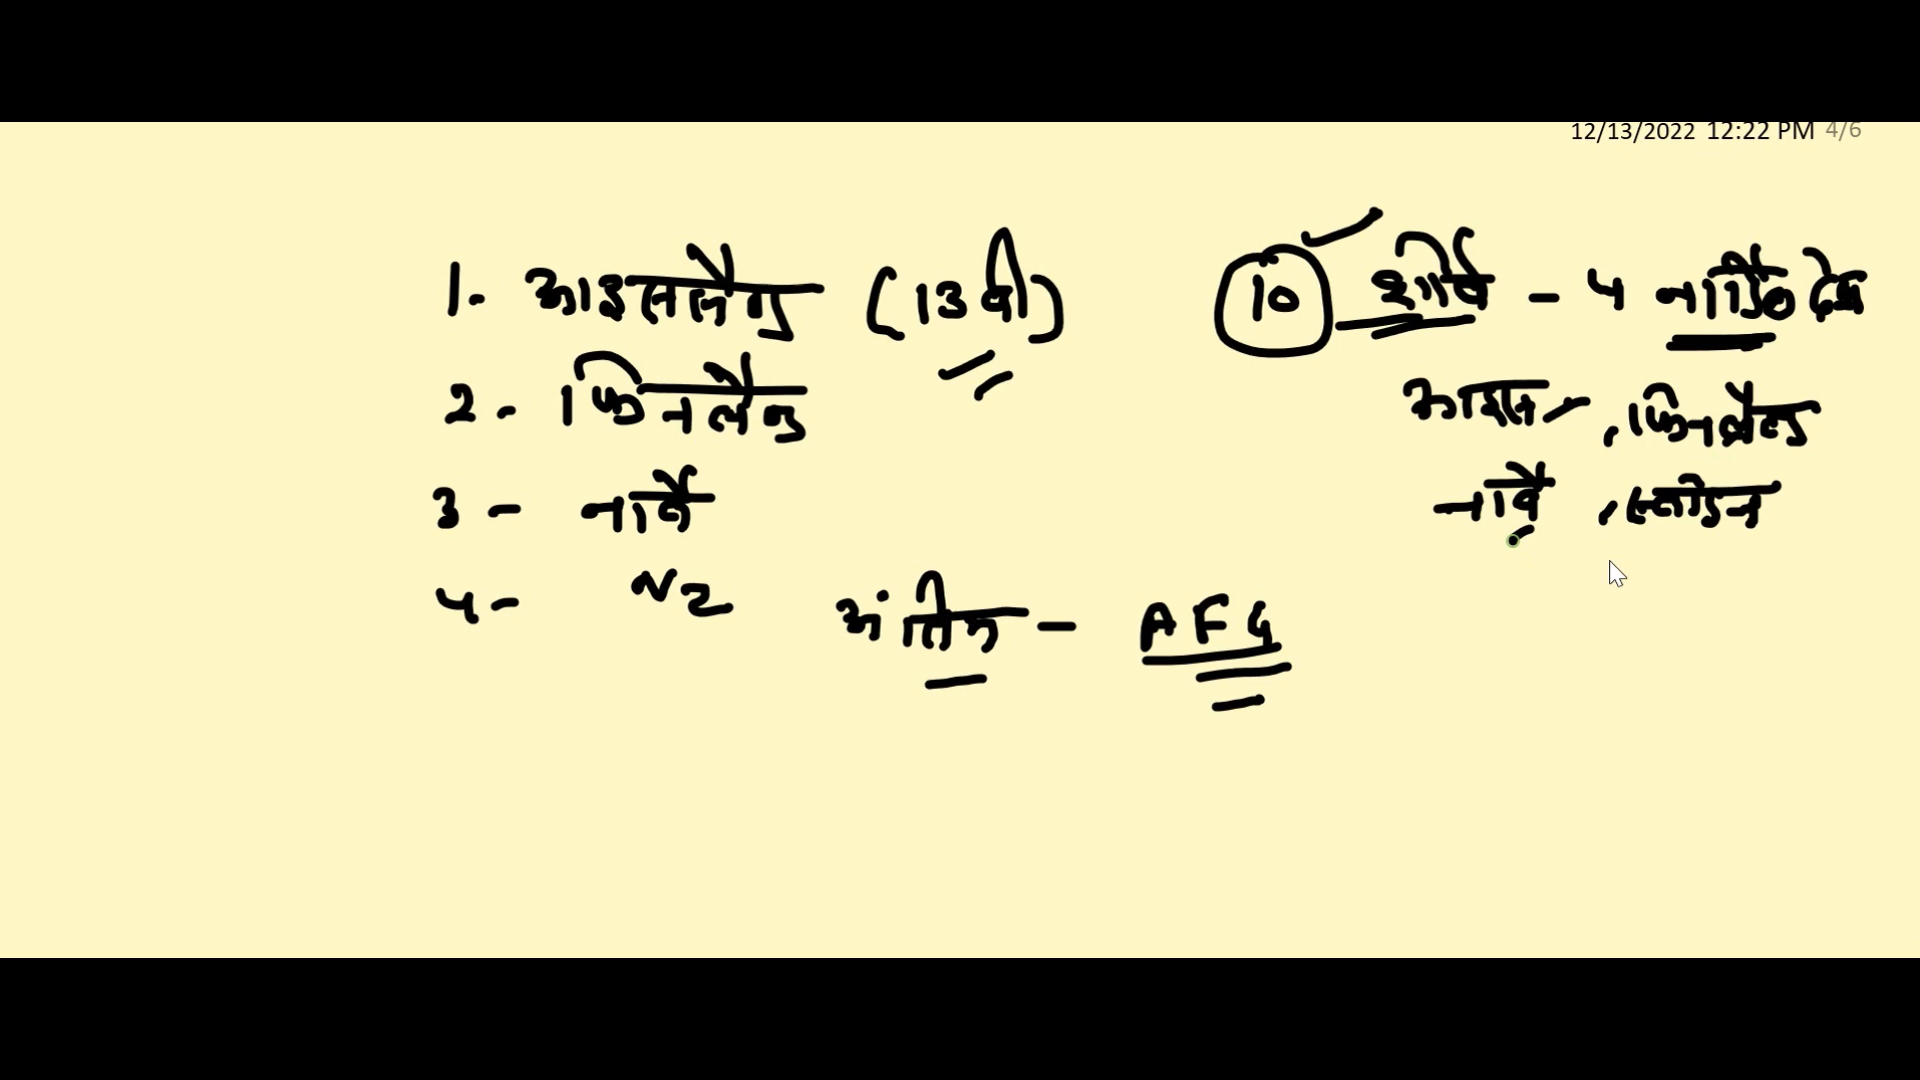 12/13/2022 12:22 PM 4/6
1. आइसलैण्ड (13वी)
2. फिनलैण्ड
3 - नार्वे
4 - NZ
अंतिम - AFG
10 शीर्ष - 4 नार्डिक देश
आइस - , फिनलैण्ड
नार्वे , स्वीडन